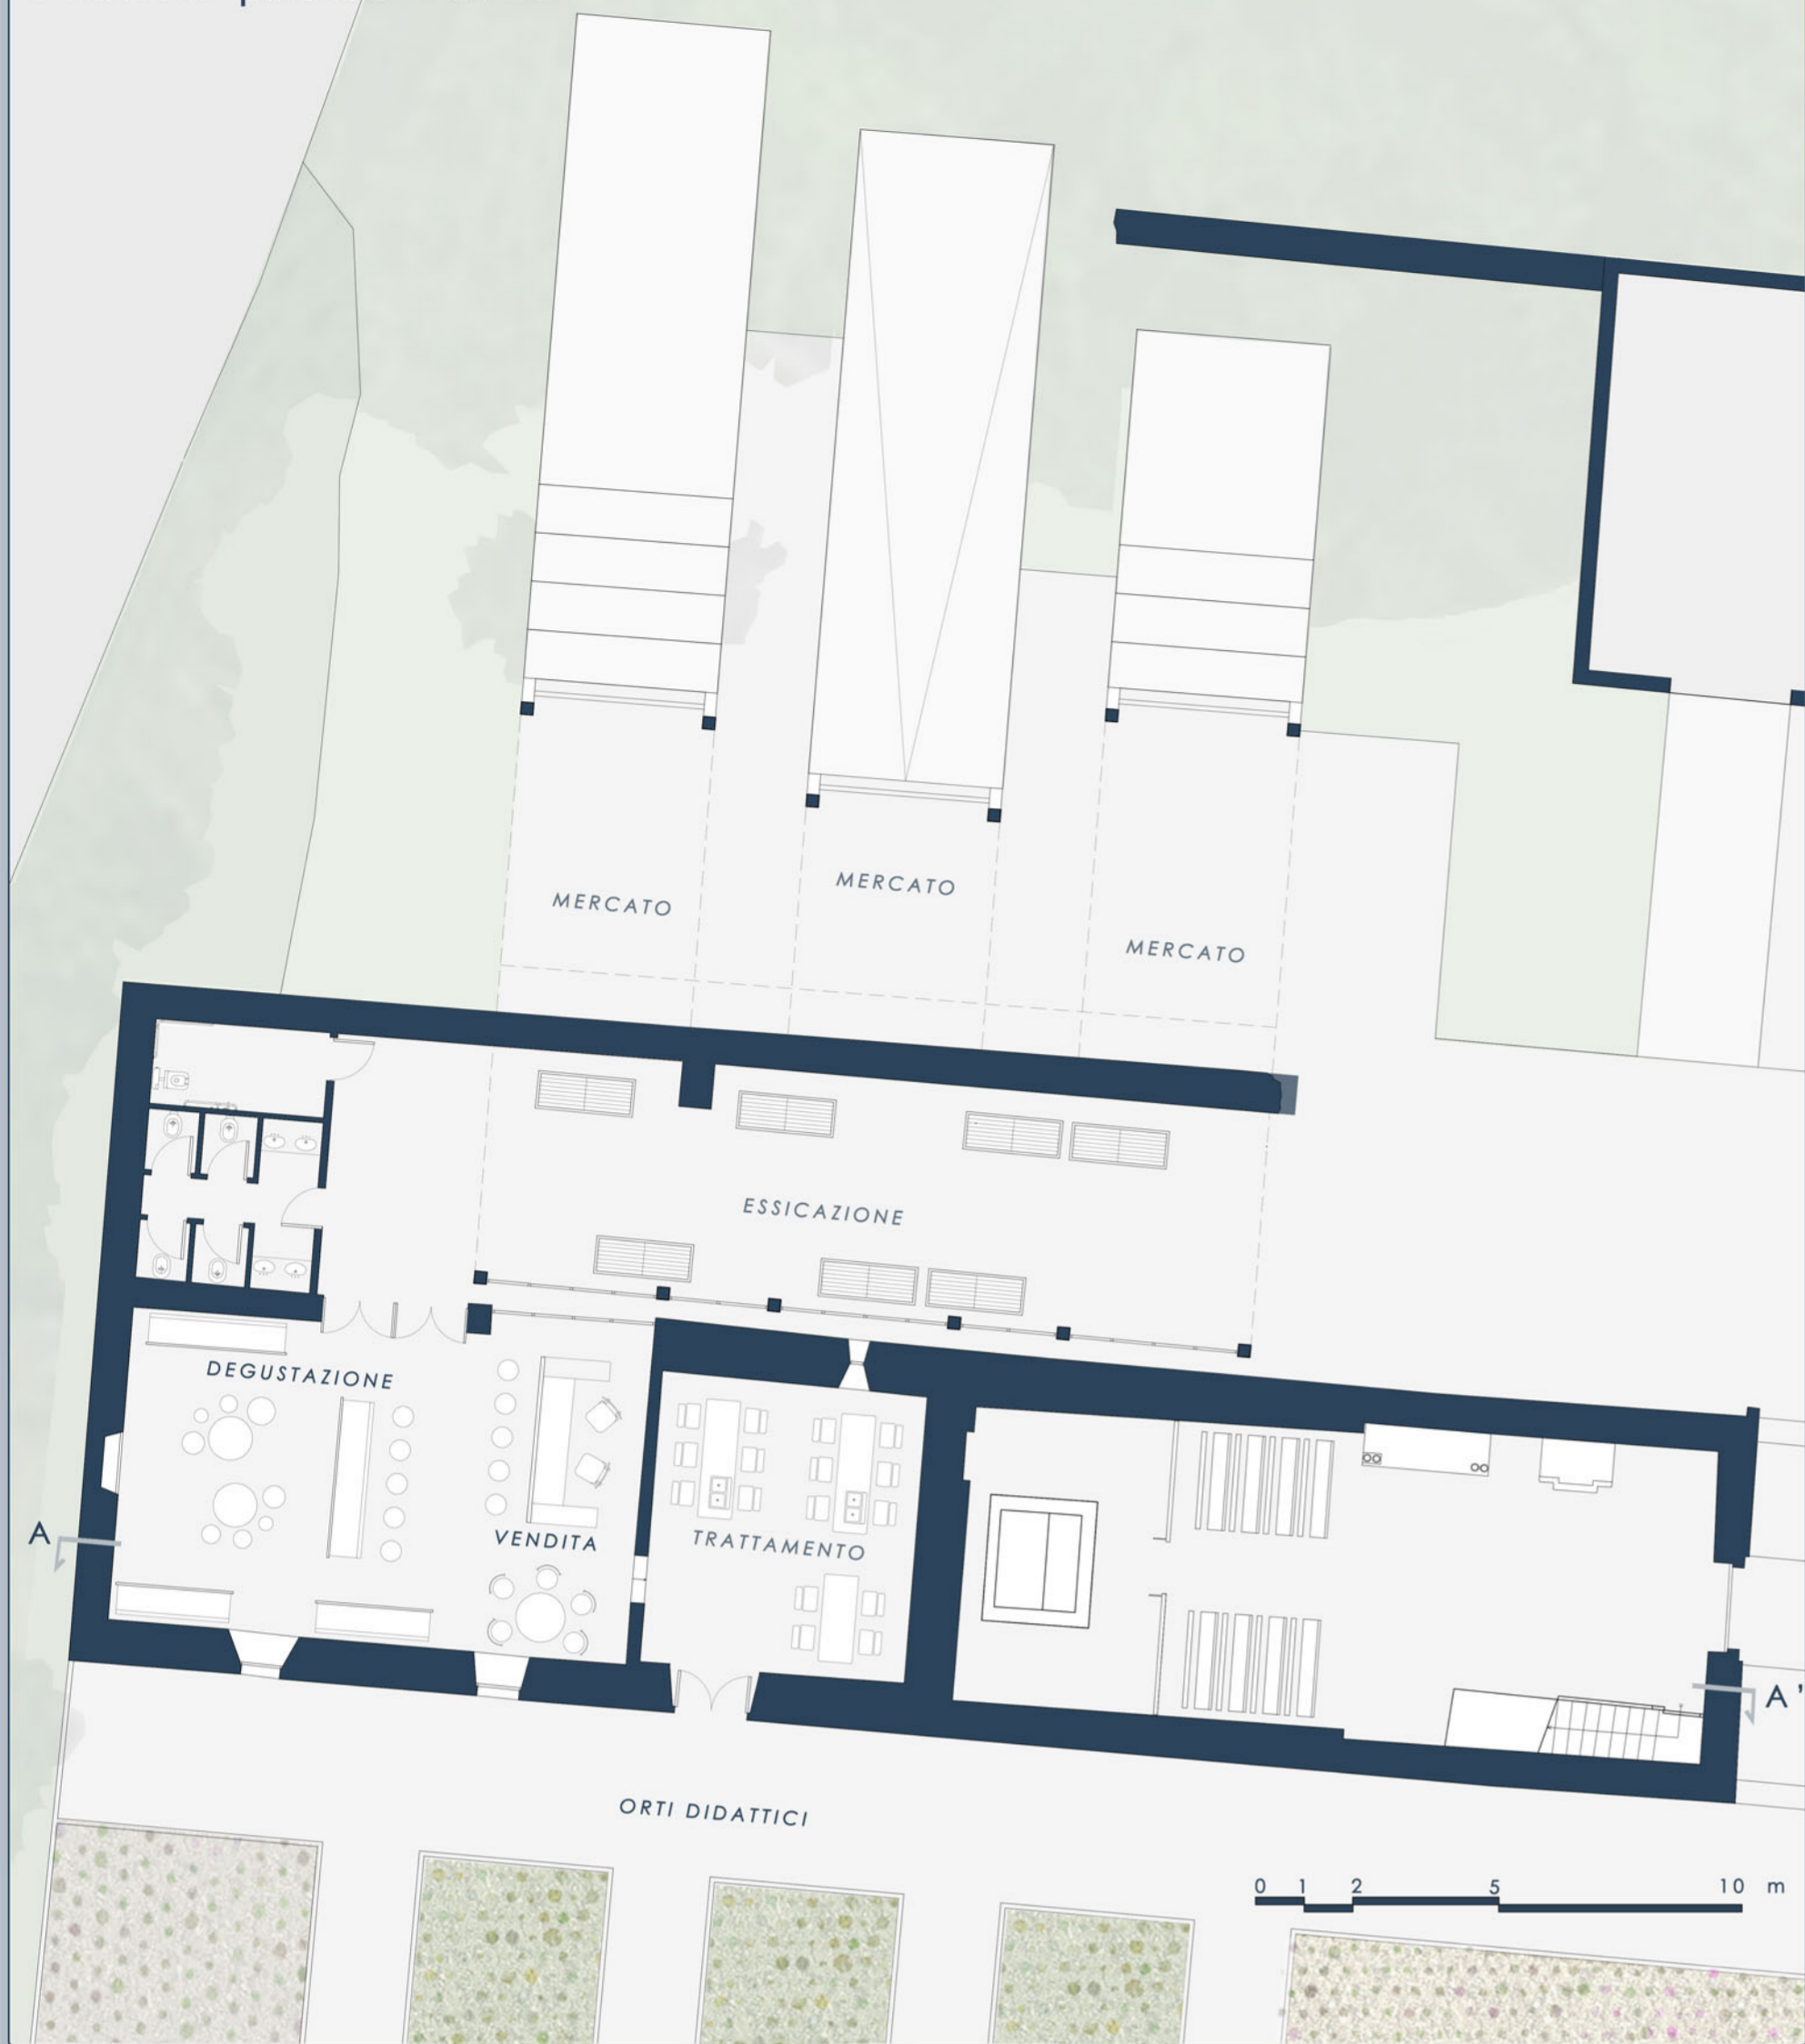 MERCATO
MERCATO
MERCATO
ESSICAZIONE
DEGUSTAZIONE
VENDITA
TRATTAMENTO
A
A'
ORTI DIDATTICI
0 1 2 5 10 m